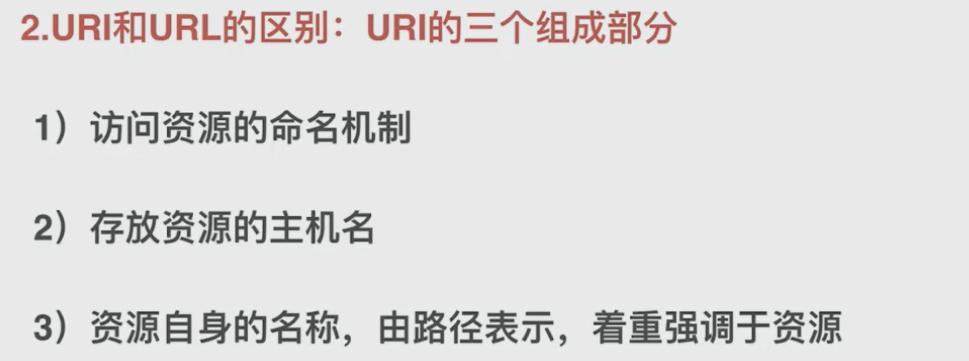 2.URI和URL的区别：URI的三个组成部分
1）访问资源的命名机制
2）存放资源的主机名
3）资源自身的名称，由路径表示，着重强调于资源